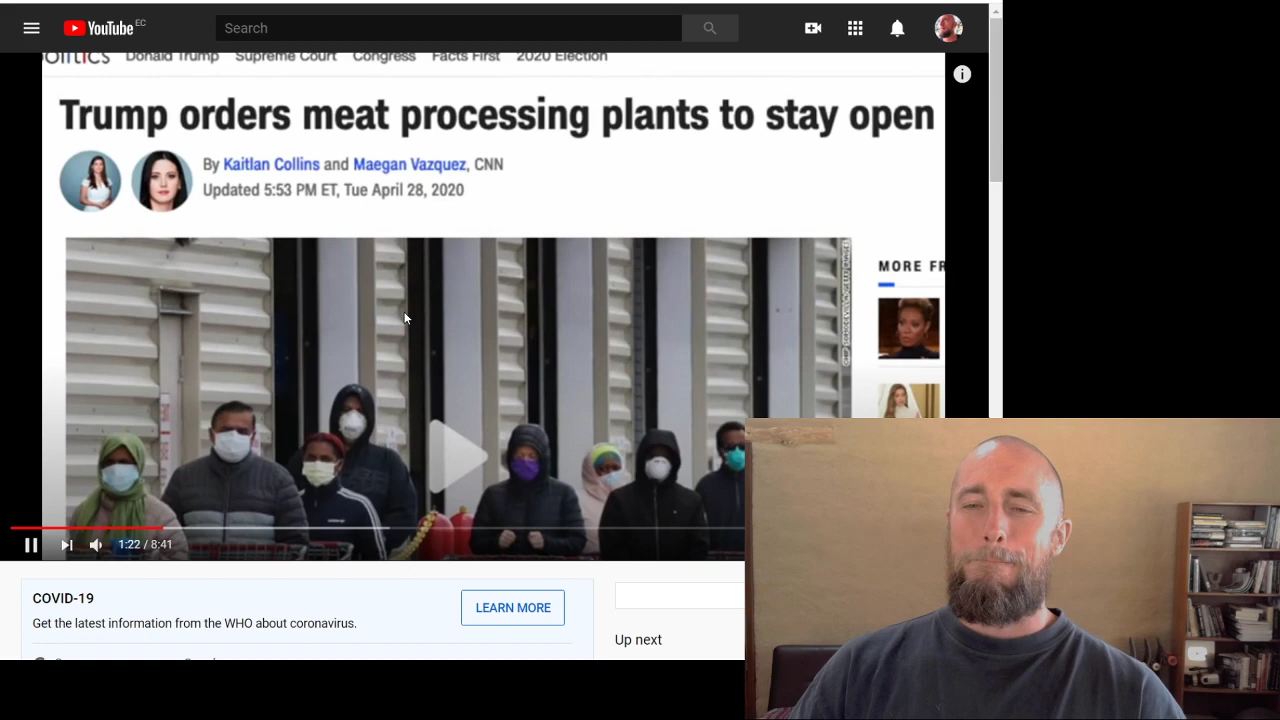 YouTube EC
Search
Donald Trump Supreme Court Congress Facts First 2020 Election
Trump orders meat processing plants to stay open
By Kaitlan Collins and Maegan Vazquez, CNN
Updated 5:53 PM ET, Tue April 28, 2020
MORE FR
1:22 / 8:41
COVID-19
LEARN MORE
Get the latest information from the WHO about coronavirus.
Up next